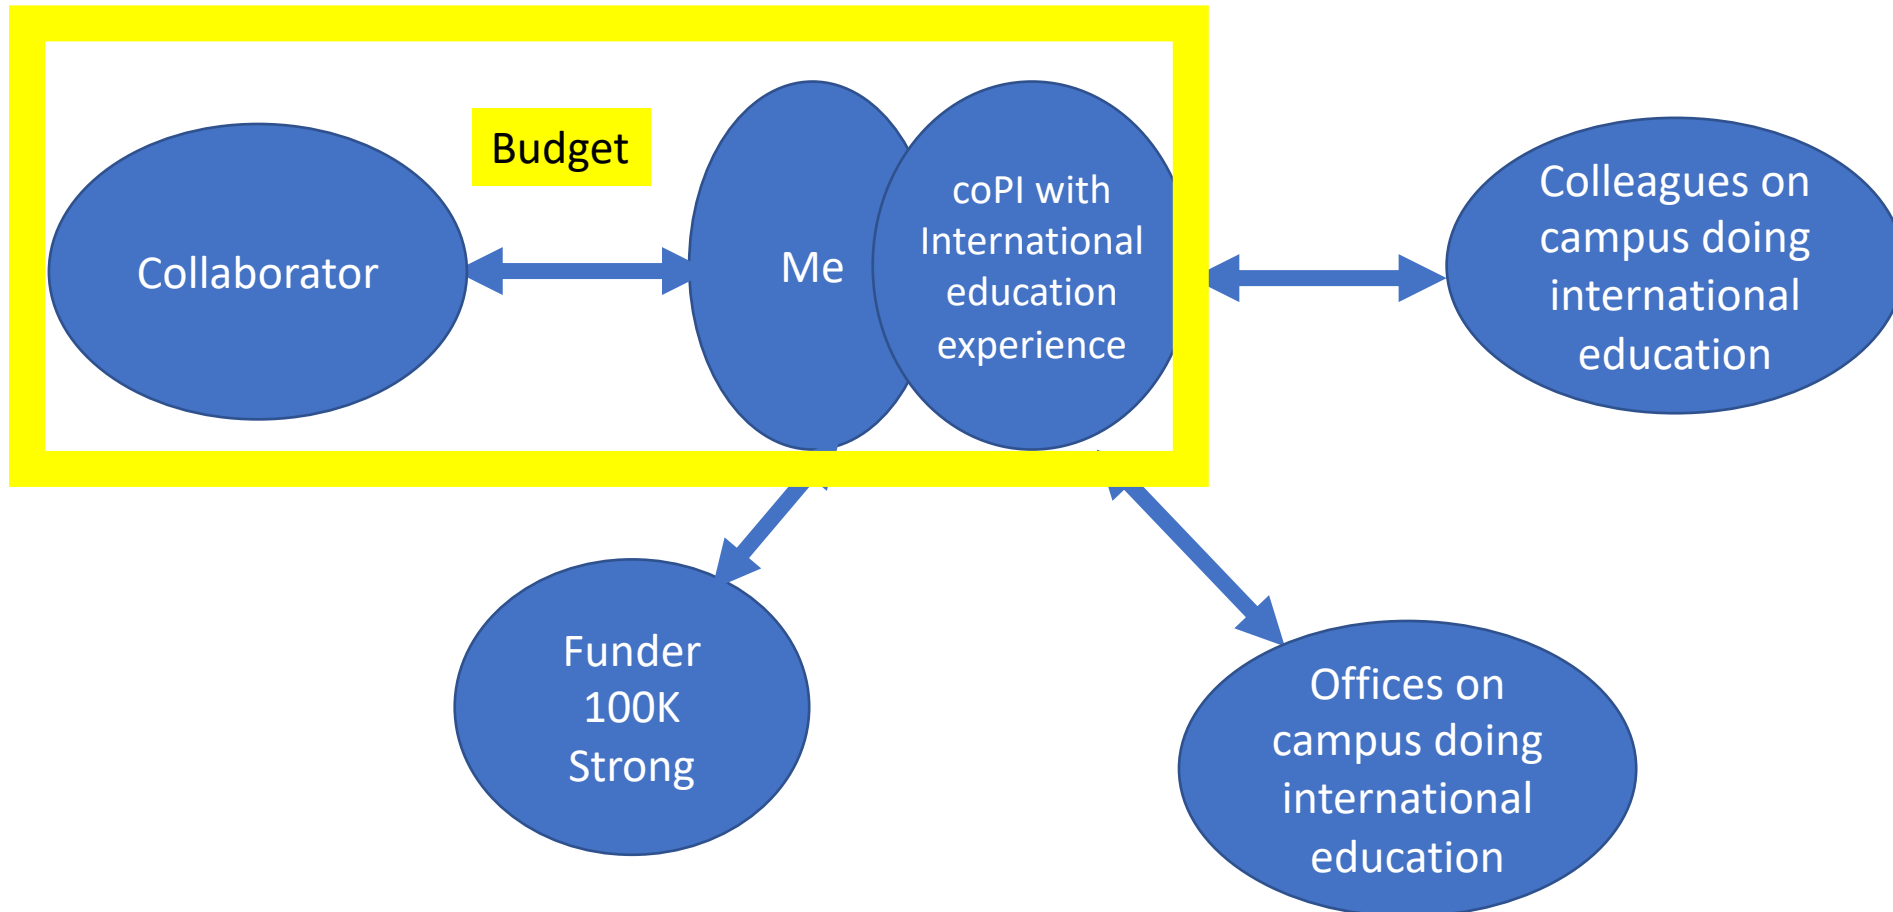 Budget
Collaborator
Me
coPI with
International
education
experience
Colleagues on
campus doing
international
education
Funder
100K
Strong
Offices on
campus doing
international
education